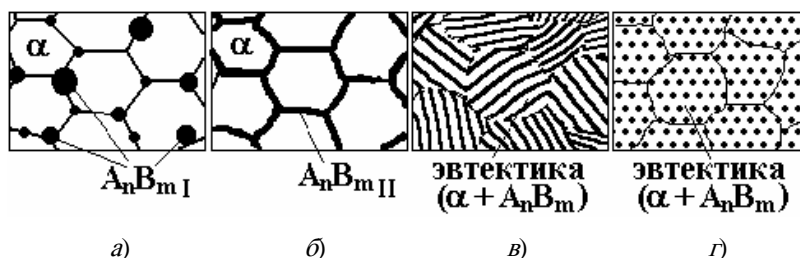 α α
AₙBₘ I AₙBₘ II эвтектика эвтектика
(α + AₙBₘ) (α + AₙBₘ)
а) б) в) г)